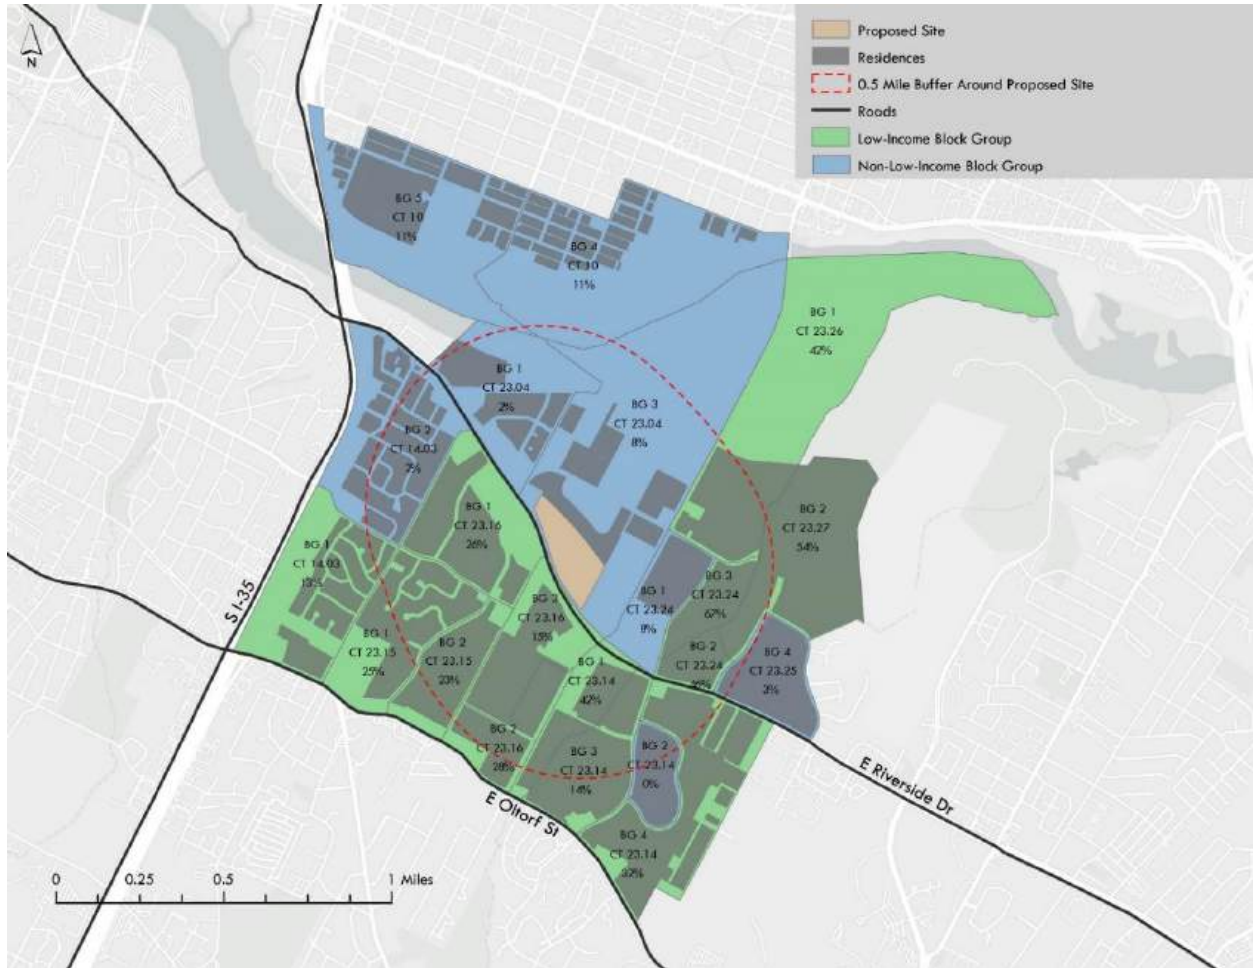 Proposed Site
Residences
0.5 Mile Buffer Around Proposed Site
Roads
Low-Income Block Group
Non-Low-Income Block Group
N
BG 5
CT 10
11%
BG 4
CT 10
11%
BG 1
CT 23.26
42%
BG 1
CT 23.04
2%
BG 3
CT 23.04
8%
BG 2
CT 14.03
2%
BG 1
CT 23.16
26%
BG 2
CT 23.27
54%
BG 1
CT 14.03
13%
BG 3
CT 23.24
67%
BG 1
CT 23.24
8%
BG 3
CT 23.16
15%
S I-35
BG 1
CT 23.15
25%
BG 2
CT 23.15
23%
BG 2
CT 23.24
BG 4
CT 23.25
3%
BG 1
CT 23.14
42%
BG 2
CT 23.16
28%
BG 3
CT 23.14
14%
BG 2
CT 23.14
0%
E Riverside Dr
E Oltorf St
BG 4
CT 23.14
32%
0 0.25 0.5 1 Miles